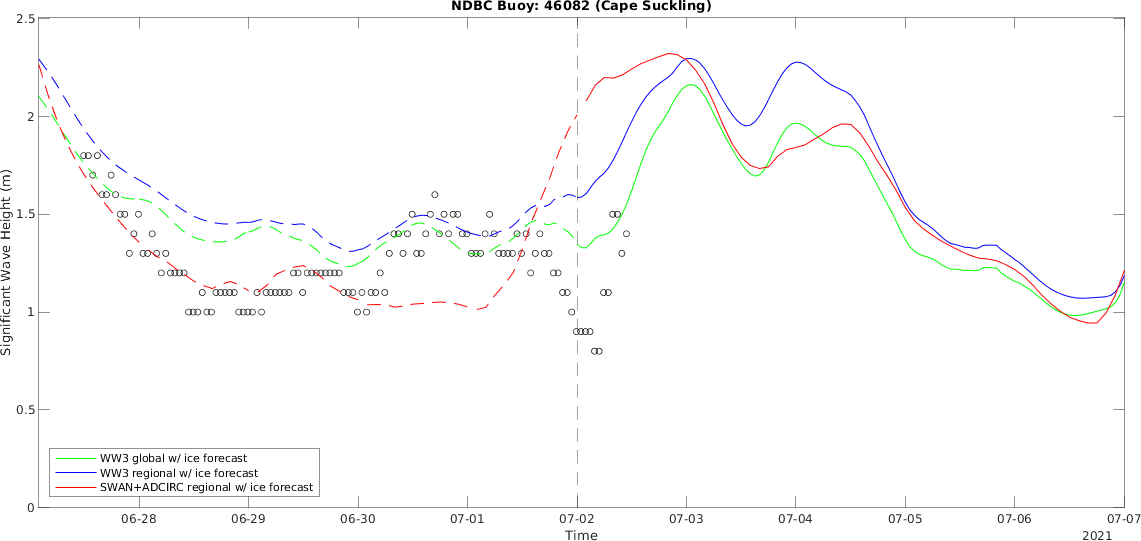 NDBC Buoy: 46082 (Cape Suckling)
2.5
2
1.5
1
0.5
0
Significant Wave Height (m)
WW3 global w/ ice forecast
WW3 regional w/ ice forecast
SWAN+ADCIRC regional w/ ice forecast
06-28 06-29 06-30 07-01 07-02 07-03 07-04 07-05 07-06 07-07
Time
2021